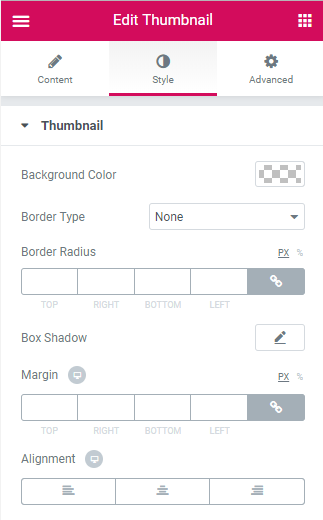 Edit Thumbnail
Content Style Advanced
Thumbnail
Background Color
Border Type None
Border Radius PX %
TOP RIGHT BOTTOM LEFT
Box Shadow
Margin PX %
TOP RIGHT BOTTOM LEFT
Alignment